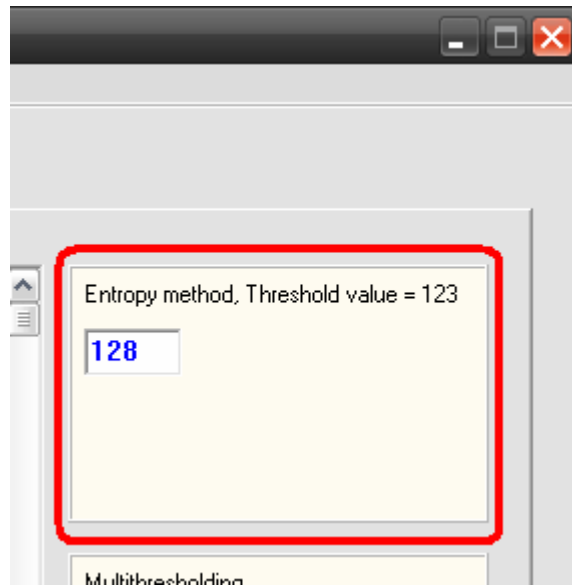 Entropy method, Threshold value = 123
128
Multithresholding